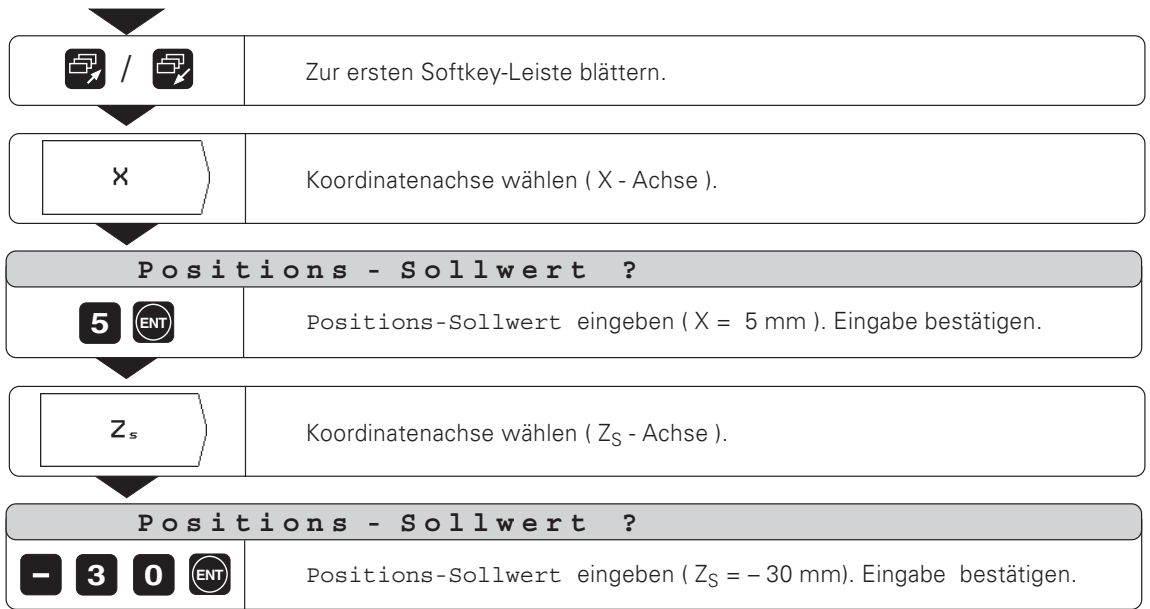 / Zur ersten Softkey-Leiste blättern.
X Koordinatenachse wählen ( X - Achse ).
Positions - Sollwert ?
5 ENT Positions-Sollwert eingeben ( X = 5 mm ). Eingabe bestätigen.
Zs Koordinatenachse wählen ( ZS - Achse ).
Positions - Sollwert ?
- 3 0 ENT Positions-Sollwert eingeben ( ZS = – 30 mm). Eingabe bestätigen.